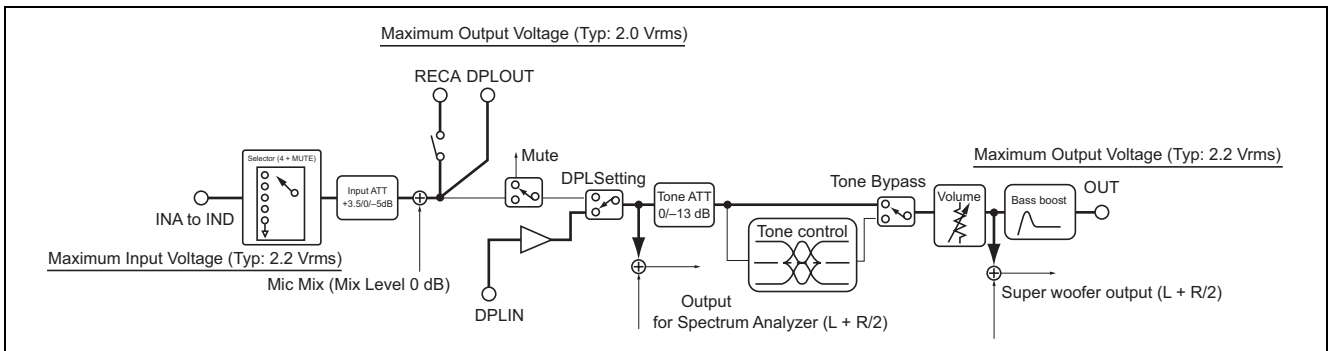 Maximum Output Voltage (Typ: 2.0 Vrms)
RECA DPLOUT
Selector (4 + MUTE)
Input ATT
+3.5/0/–5dB
INA to IND
Maximum Input Voltage (Typ: 2.2 Vrms)
Mic Mix (Mix Level 0 dB)
Mute
DPLSetting
DPLIN
Tone ATT
0/–13 dB
Output
for Spectrum Analyzer (L + R/2)
Tone control
Tone Bypass
Volume
Maximum Output Voltage (Typ: 2.2 Vrms)
Bass boost
OUT
Super woofer output (L + R/2)